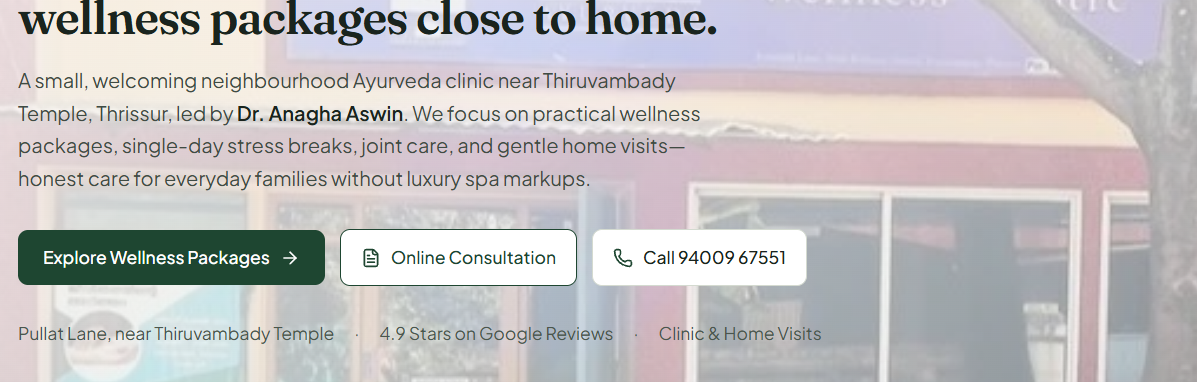 wellness packages close to home.
A small, welcoming neighbourhood Ayurveda clinic near Thiruvambady
Temple, Thrissur, led by Dr. Anagha Aswin. We focus on practical wellness
packages, single-day stress breaks, joint care, and gentle home visits—
honest care for everyday families without luxury spa markups.
Explore Wellness Packages →
Online Consultation
Call 94009 67551
Pullat Lane, near Thiruvambady Temple · 4.9 Stars on Google Reviews · Clinic & Home Visits